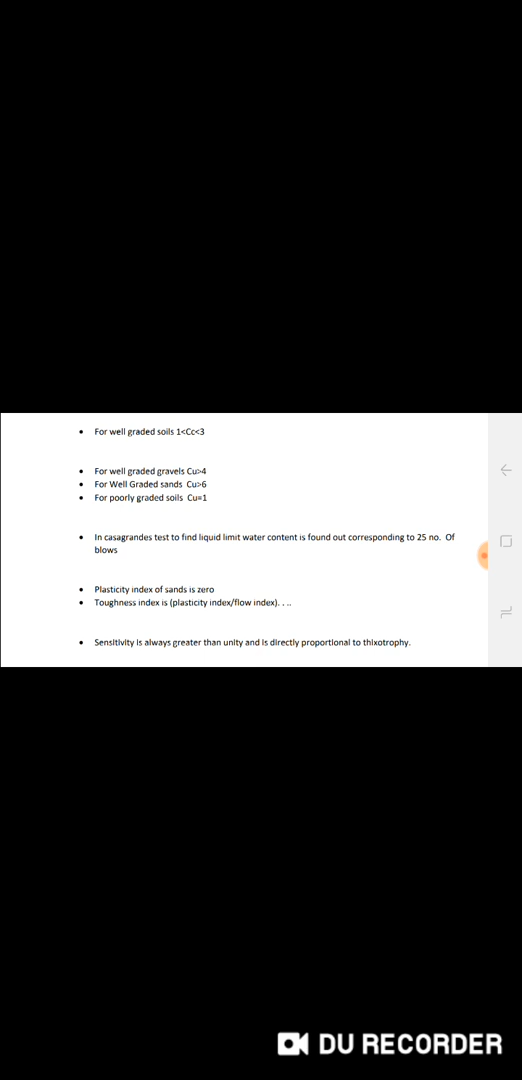 • For well graded soils 1<Cc<3
• For well graded gravels Cu>4
• For Well Graded sands Cu>6
• For poorly graded soils Cu=1
• In casagrandes test to find liquid limit water content is found out corresponding to 25 no. Of
blows
• Plasticity index of sands is zero
• Toughness index is (plasticity index/flow index). . ..
• Sensitivity is always greater than unity and is directly proportional to thixotrophy.
DU RECORDER